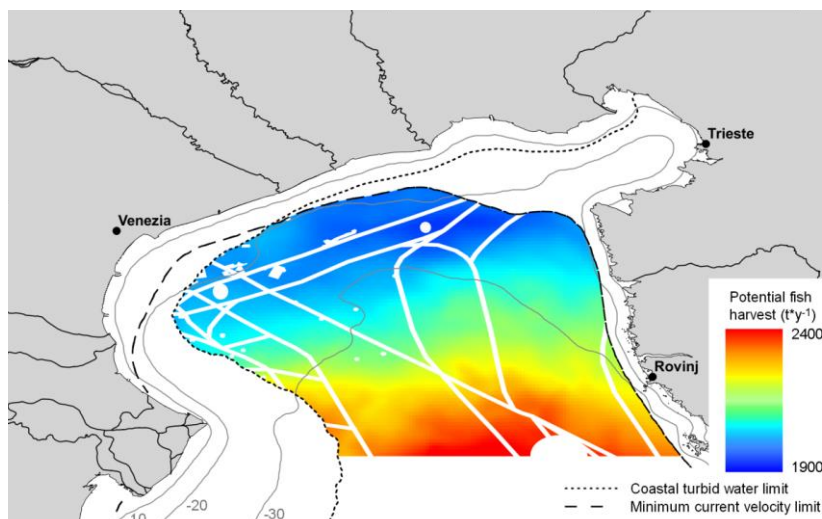 Trieste
Venezia
Potential fish
harvest (t*y-1)
2400
Rovinj
1900
Coastal turbid water limit
Minimum current velocity limit
-10
-20
-30